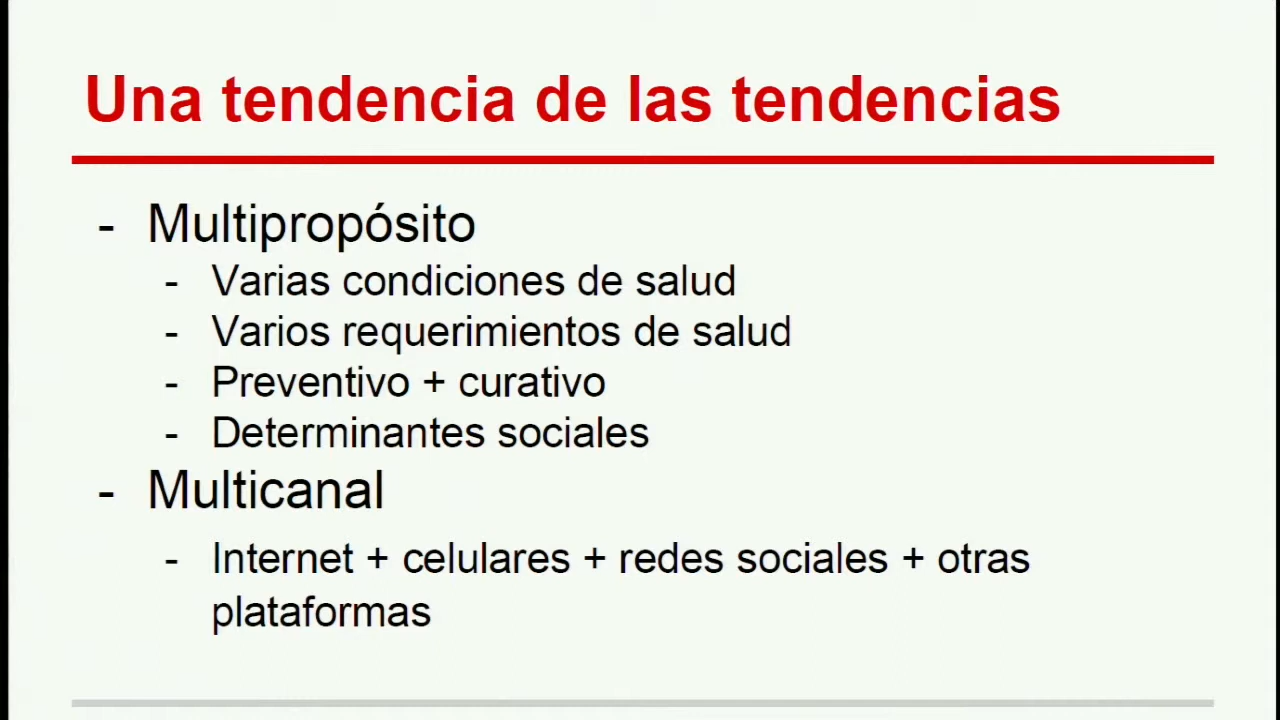 Una tendencia de las tendencias
- Multipropósito
- Varias condiciones de salud
- Varios requerimientos de salud
- Preventivo + curativo
- Determinantes sociales
- Multicanal
- Internet + celulares + redes sociales + otras
plataformas